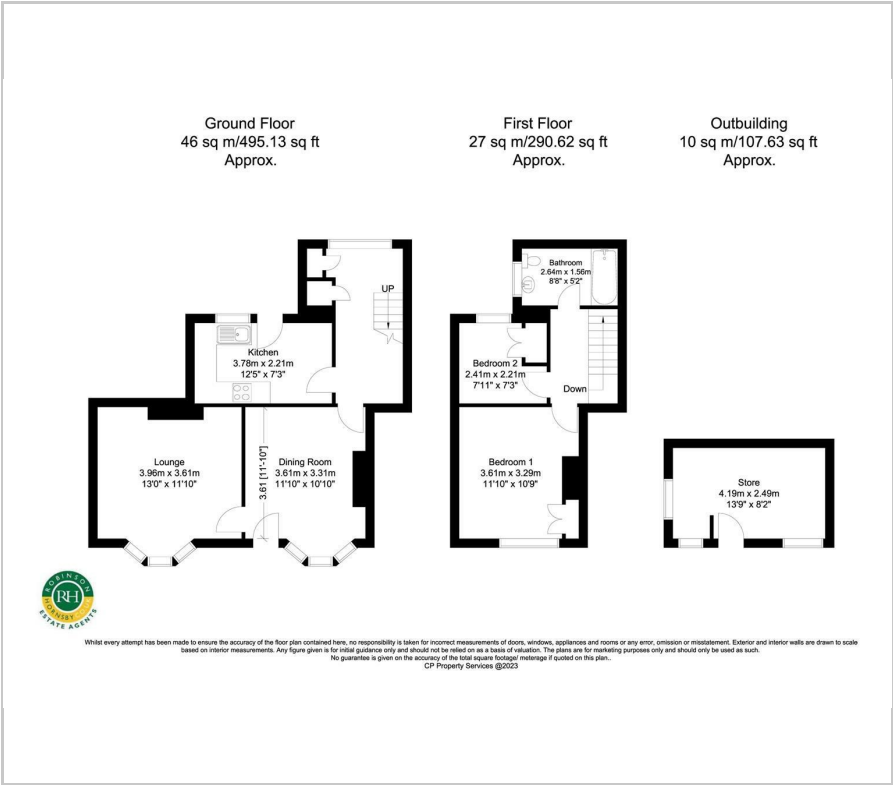 Ground Floor
46 sq m/495.13 sq ft
Approx.
First Floor
27 sq m/290.62 sq ft
Approx.
Outbuilding
10 sq m/107.63 sq ft
Approx.
UP
Kitchen
3.78m x 2.21m
12'5" x 7'3"
Lounge
3.96m x 3.61m
13'0" x 11'10"
3.61 [11'-10"]
Dining Room
3.61m x 3.31m
11'10" x 10'10"
Bathroom
2.64m x 1.56m
8'8" x 5'2"
Bedroom 2
2.41m x 2.21m
7'11" x 7'3"
Down
Bedroom 1
3.61m x 3.29m
11'10" x 10'9"
Store
4.19m x 2.49m
13'9" x 8'2"
ROBINSON
RH
HORNSBY
ESTATE AGENTS
Whilst every attempt has been made to ensure the accuracy of the floor plan contained here, no responsibility is taken for incorrect measurements of doors, windows, appliances and rooms or any error, omission or misstatement. Exterior and interior walls are drawn to scale
based on interior measurements. Any figure given is for initial guidance only and should not be relied on as a basis of valuation. The plans are for marketing purposes only and should only be used as such.
No guarantee is given on the accuracy of the total square footage/ meterage if quoted on this plan..
CP Property Services @2023